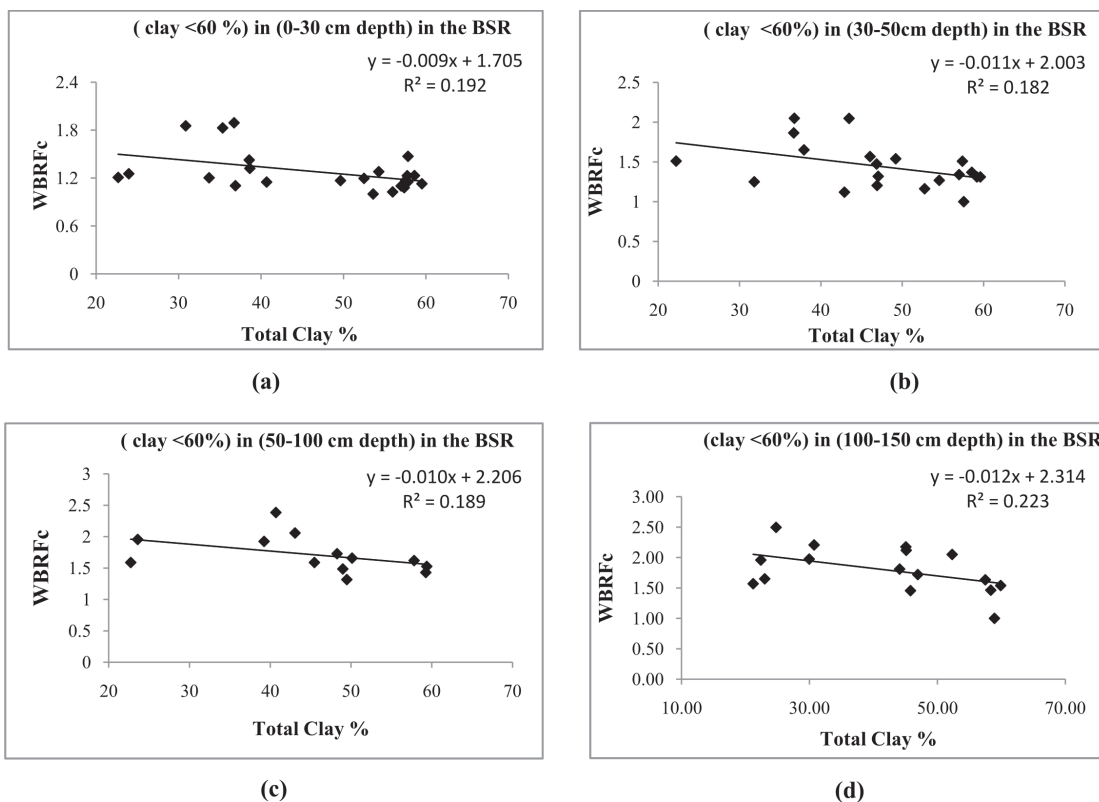 ( clay <60 %) in (0-30 cm depth) in the BSR
y = -0.009x + 1.705
R² = 0.192
2.4
1.8
1.2
0.6
0
WBRFc
20 30 40 50 60 70
Total Clay %
(a)
( clay <60%) in (30-50cm depth) in the BSR
y = -0.011x + 2.003
R² = 0.182
2.5
2
1.5
1
0.5
0
WBRFc
20 30 40 50 60 70
Total Clay %
(b)
( clay <60%) in (50-100 cm depth) in the BSR
y = -0.010x + 2.206
R² = 0.189
3
2.5
2
1.5
1
0.5
0
WBRFc
20 30 40 50 60 70
Total Clay %
(c)
(clay <60%) in (100-150 cm depth) in the BSR
y = -0.012x + 2.314
R² = 0.223
3.00
2.50
2.00
1.50
1.00
0.50
0.00
WBRFc
10.00 30.00 50.00 70.00
Total Clay %
(d)